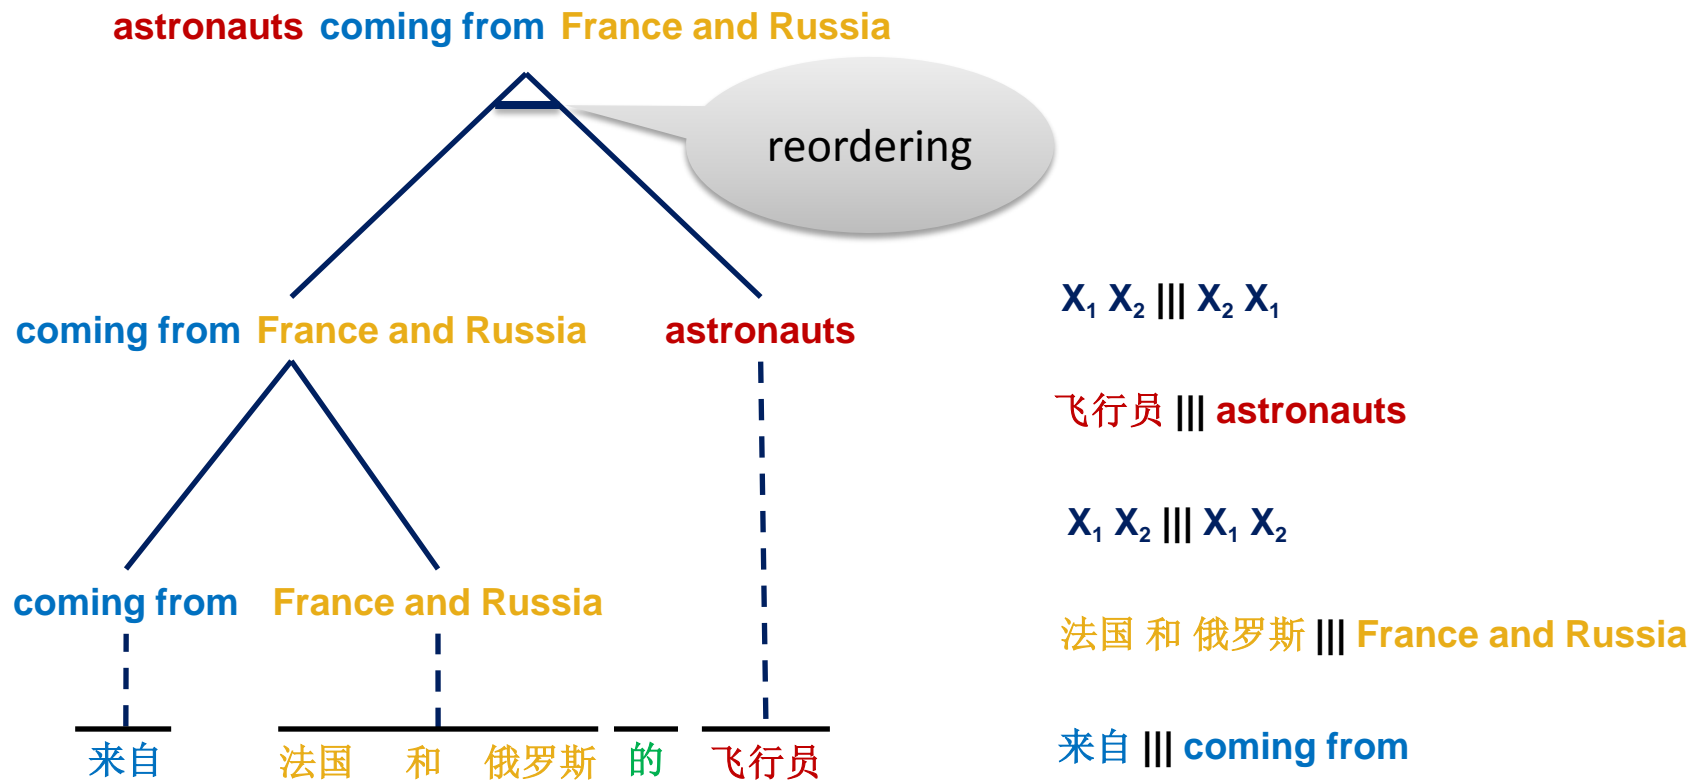 astronauts coming from France and Russia
reordering
coming from France and Russia astronauts
coming from France and Russia
来自 法国 和 俄罗斯 的 飞行员
X₁ X₂ ||| X₂ X₁
飞行员 ||| astronauts
X₁ X₂ ||| X₁ X₂
法国 和 俄罗斯 ||| France and Russia
来自 ||| coming from